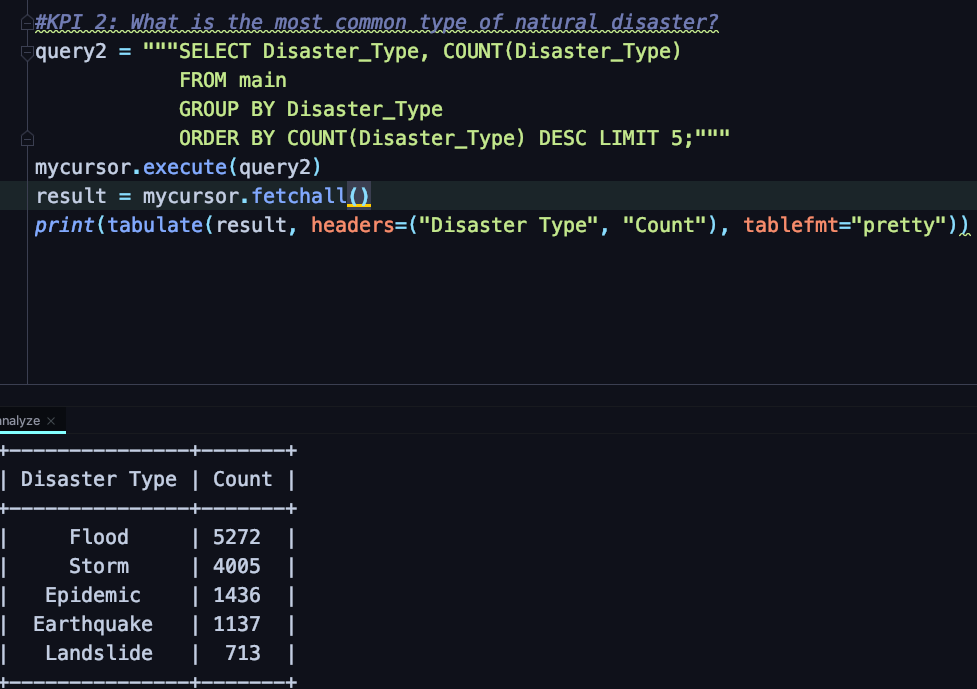 #KPI 2: What is the most common type of natural disaster?
query2 = """SELECT Disaster_Type, COUNT(Disaster_Type)
            FROM main
            GROUP BY Disaster_Type
            ORDER BY COUNT(Disaster_Type) DESC LIMIT 5;"""
mycursor.execute(query2)
result = mycursor.fetchall()
print(tabulate(result, headers=("Disaster Type", "Count"), tablefmt="pretty"))
nalyze ×
+---------------+-------+
| Disaster Type | Count |
+---------------+-------+
|     Flood     | 5272  |
|     Storm     | 4005  |
|   Epidemic    | 1436  |
|  Earthquake   | 1137  |
|   Landslide   |  713  |
+---------------+-------+